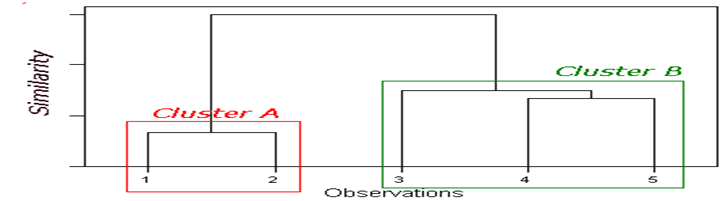 Similarity
Cluster B
Cluster A
1 2 3 4 5
Observations